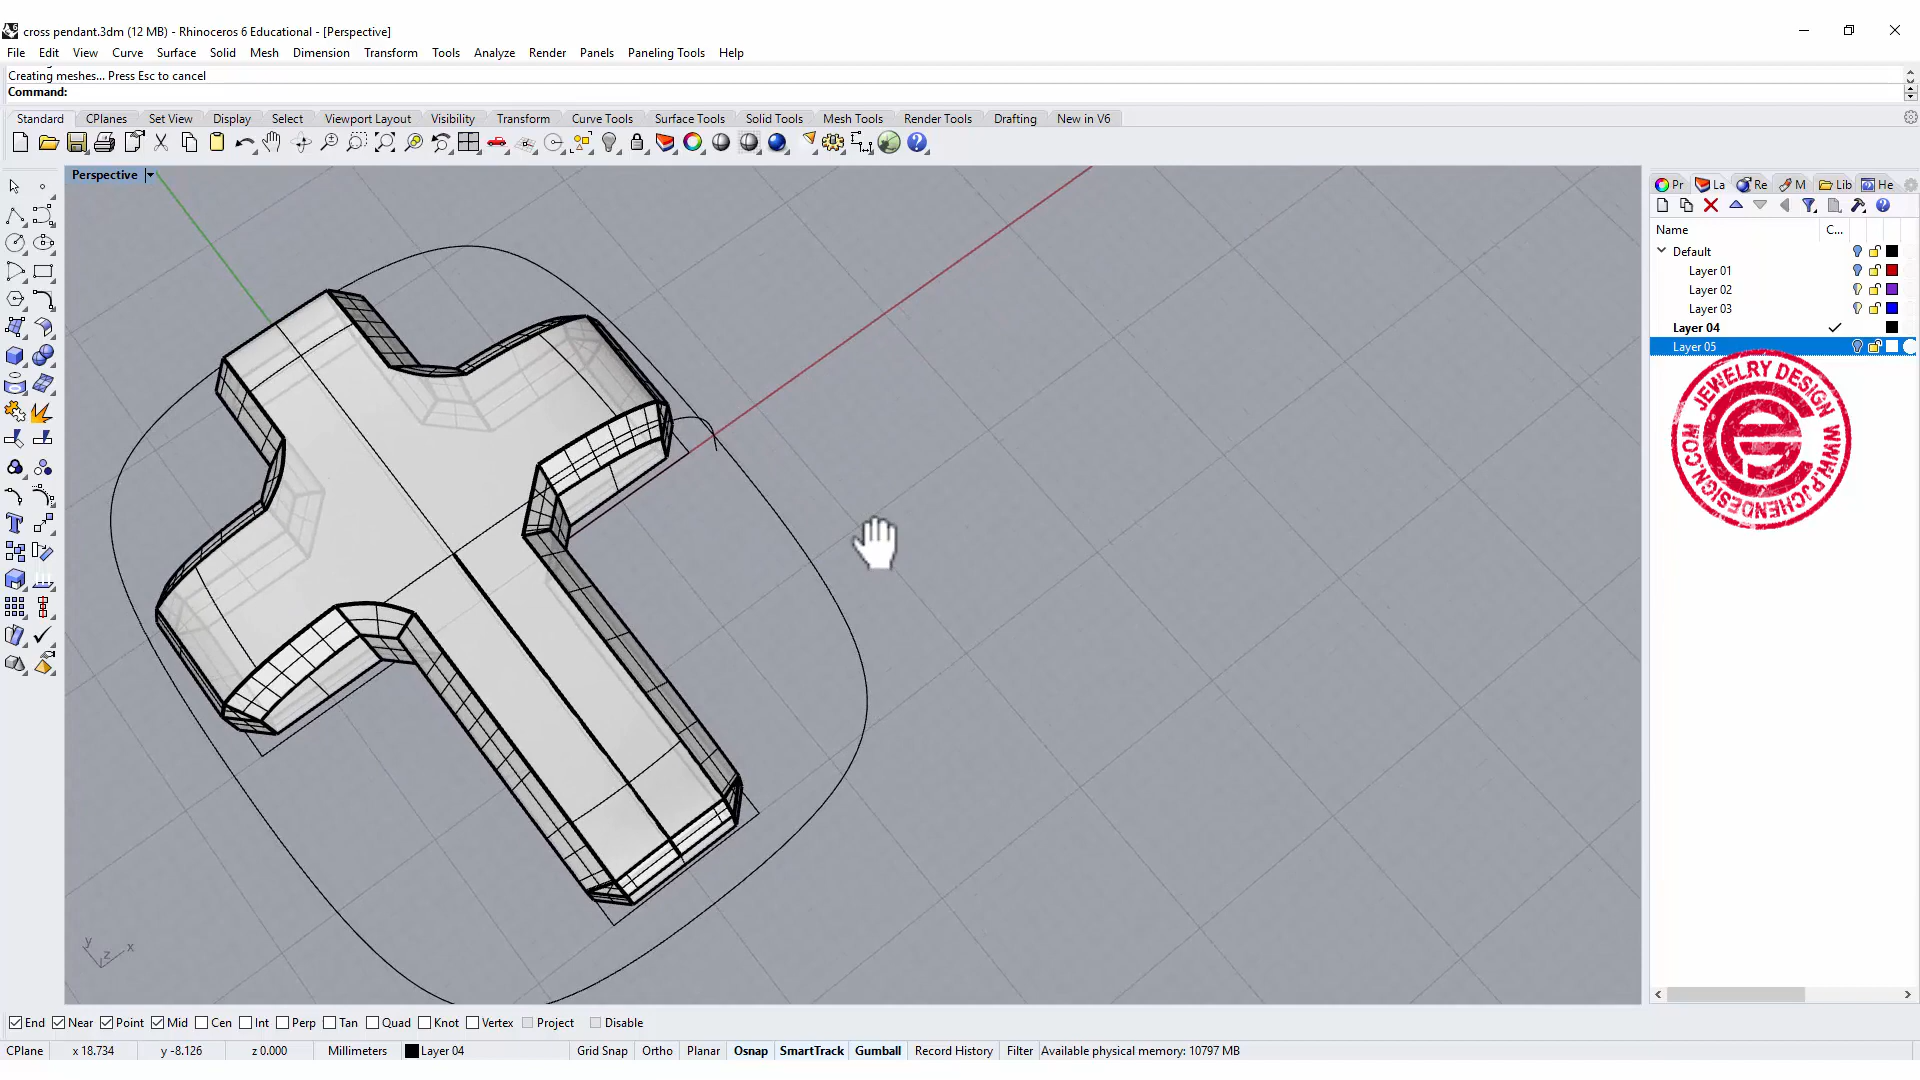 cross pendant.3dm (12 MB) - Rhinoceros 6 Educational - [Perspective]
File Edit View Curve Surface Solid Mesh Dimension Transform Tools Analyze Render Panels Paneling Tools Help
Creating meshes... Press Esc to cancel
Command:
Standard CPlanes Set View Display Select Viewport Layout Visibility Transform Curve Tools Surface Tools Solid Tools Mesh Tools Render Tools Drafting New in V6
Perspective
Pr La Re M Lib He
Name C...
Default
Layer 01
Layer 02
Layer 03
Layer 04
Layer 05
JEWELRY DESIGN
WWW.PJCHENDESIGN.COM
y z x
End Near Point Mid Cen Int Perp Tan Quad Knot Vertex Project Disable
CPlane x 18.734 y -8.126 z 0.000 Millimeters Layer 04 Grid Snap Ortho Planar Osnap SmartTrack Gumball Record History Filter Available physical memory: 10797 MB